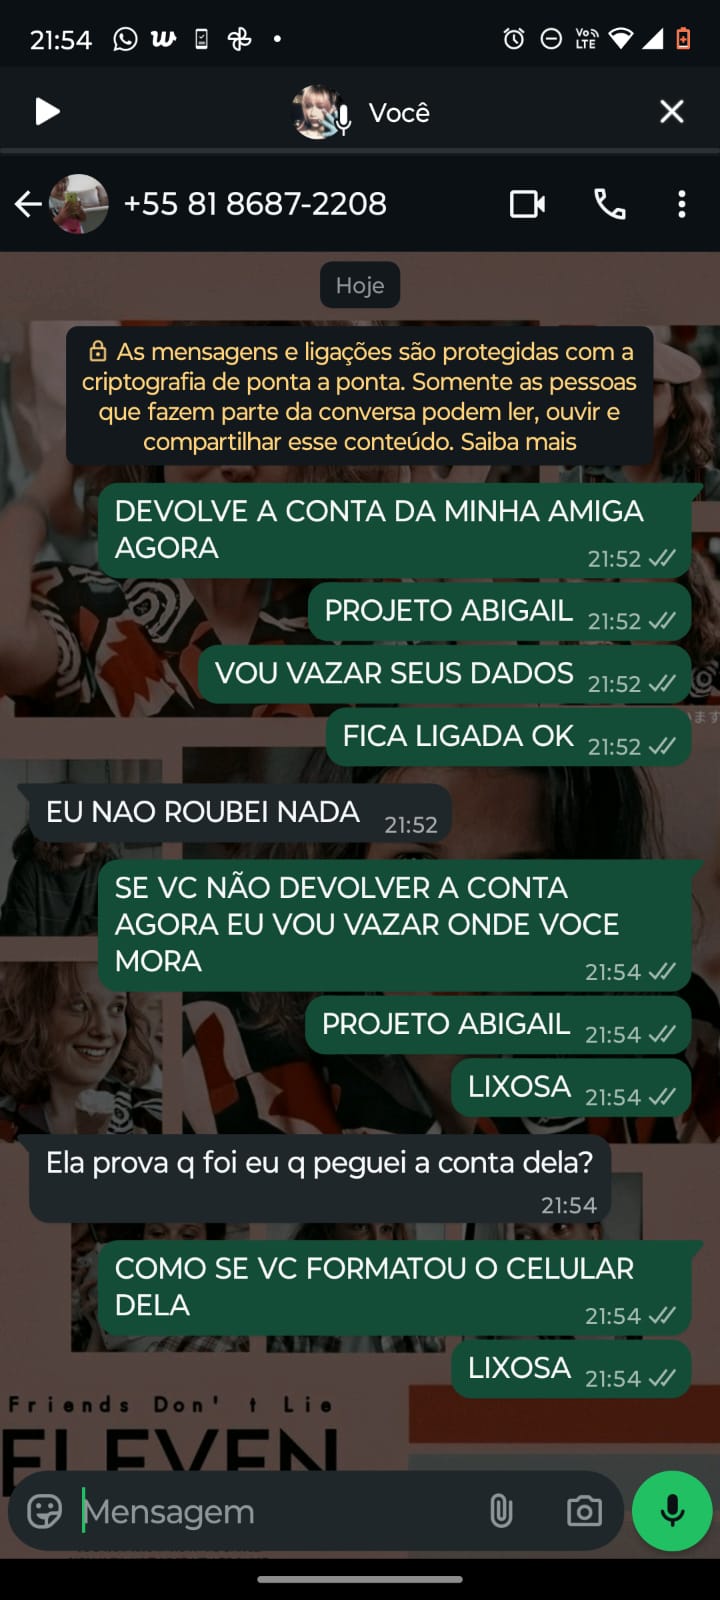 21:54
VoLTE
Você
+55 81 8687-2208
Hoje
As mensagens e ligações são protegidas com a
criptografia de ponta a ponta. Somente as pessoas
que fazem parte da conversa podem ler, ouvir e
compartilhar esse conteúdo. Saiba mais
DEVOLVE A CONTA DA MINHA AMIGA
AGORA
21:52
PROJETO ABIGAIL 21:52
VOU VAZAR SEUS DADOS 21:52
FICA LIGADA OK 21:52
EU NAO ROUBEI NADA 21:52
SE VC NÃO DEVOLVER A CONTA
AGORA EU VOU VAZAR ONDE VOCE
MORA
21:54
PROJETO ABIGAIL 21:54
LIXOSA 21:54
Ela prova q foi eu q peguei a conta dela?
21:54
COMO SE VC FORMATOU O CELULAR
DELA
21:54
LIXOSA 21:54
Friends Don't Lie
ELEVEN
Mensagem